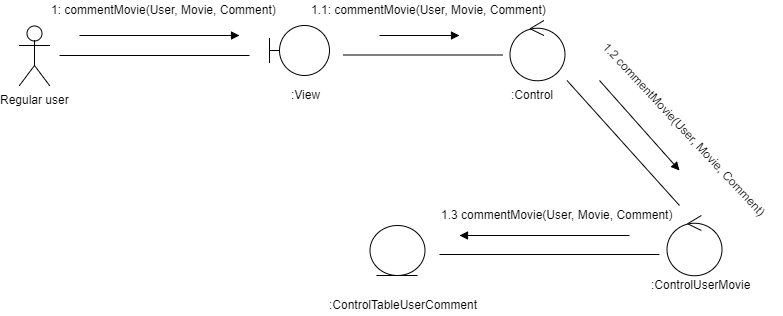 1: commentMovie(User, Movie, Comment)
1.1: commentMovie(User, Movie, Comment)
Regular user
:View
:Control
1.2 commentMovie(User, Movie, Comment)
1.3 commentMovie(User, Movie, Comment)
:ControlUserMovie
:ControlTableUserComment